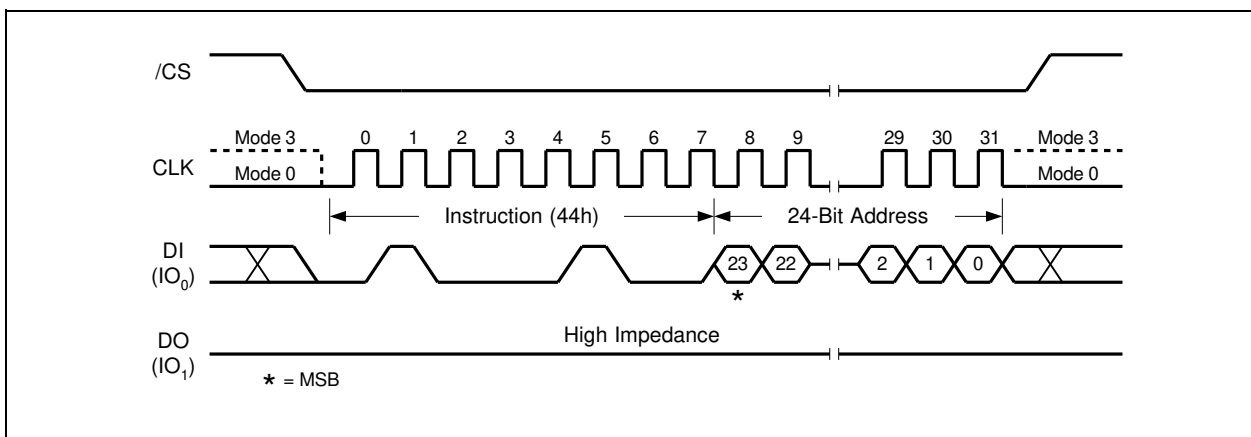 /CS
Mode 3 0 1 2 3 4 5 6 7 8 9 29 30 31 Mode 3
CLK
Mode 0 Mode 0
Instruction (44h) 24-Bit Address
DI
(IO₀)
23 22 2 1 0
*
DO
(IO₁)
High Impedance
* = MSB